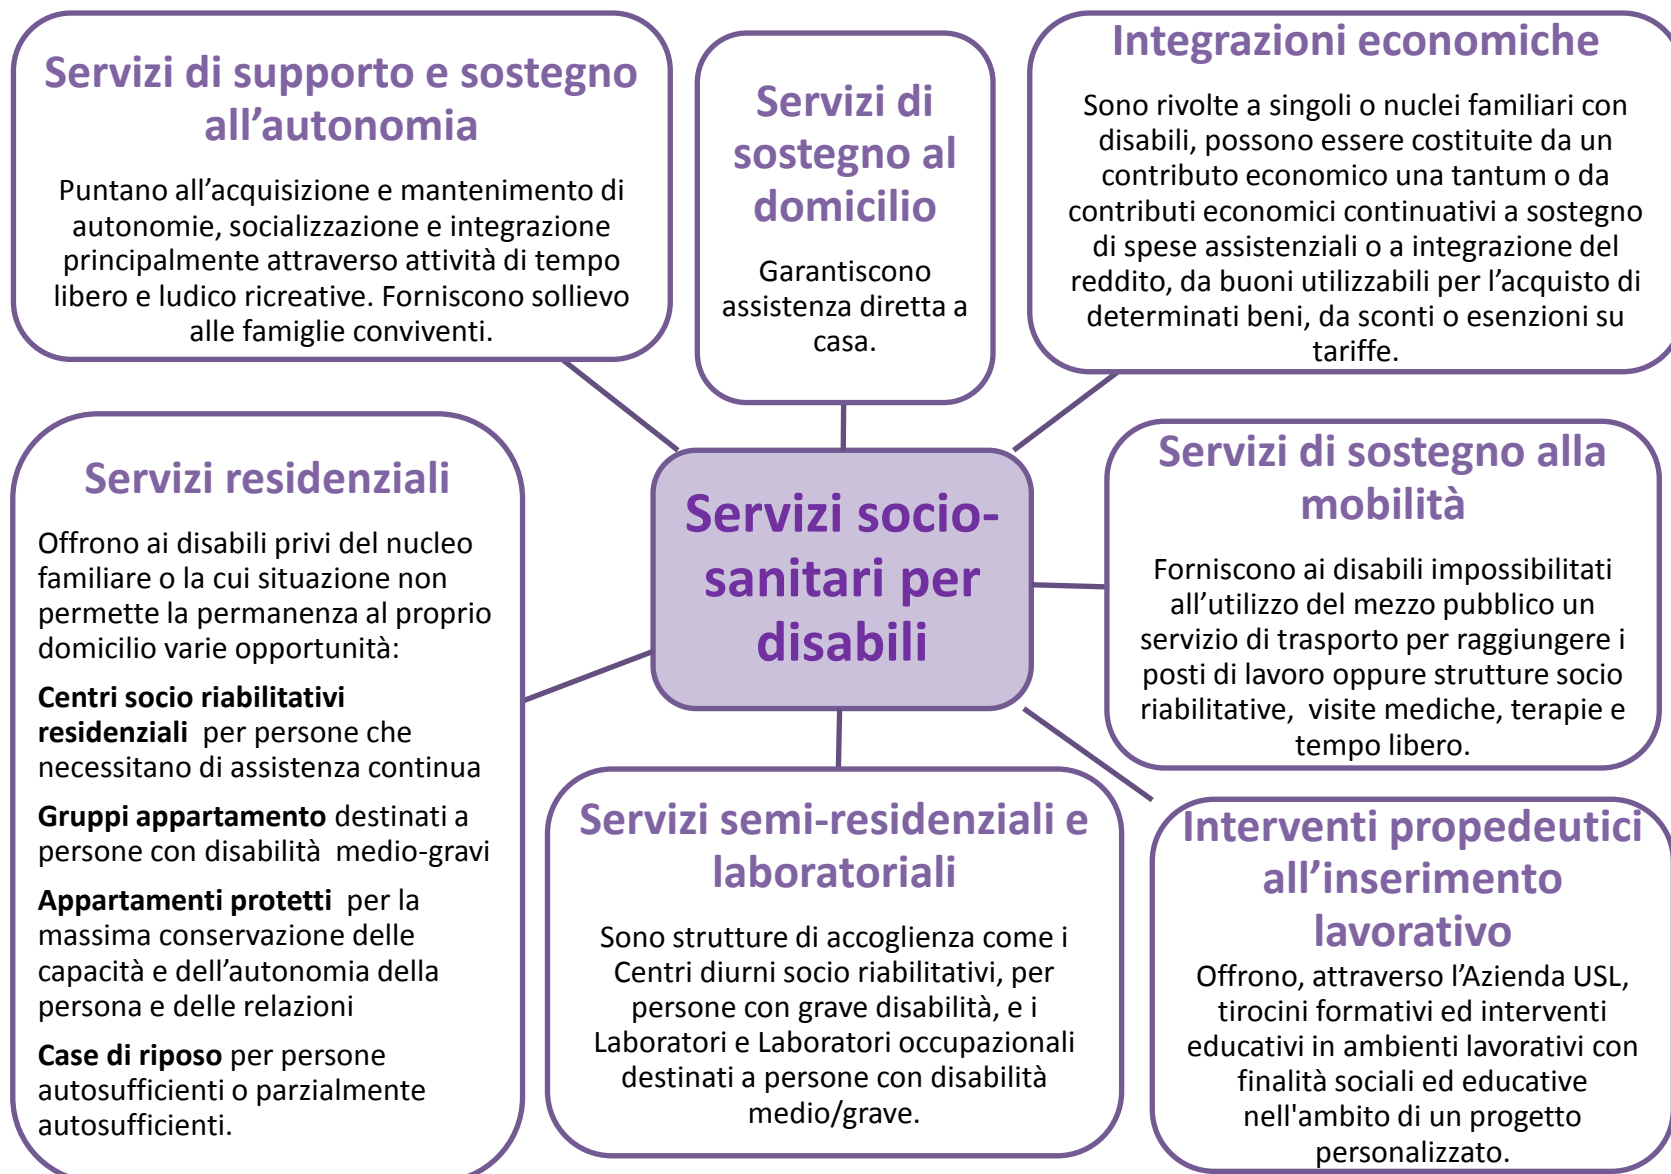 Servizi di supporto e sostegno
all’autonomia
Puntano all’acquisizione e mantenimento di
autonomie, socializzazione e integrazione
principalmente attraverso attività di tempo
libero e ludico ricreative. Forniscono sollievo
alle famiglie conviventi.
Servizi di
sostegno al
domicilio
Garantiscono
assistenza diretta a
casa.
Integrazioni economiche
Sono rivolte a singoli o nuclei familiari con
disabili, possono essere costituite da un
contributo economico una tantum o da
contributi economici continuativi a sostegno
di spese assistenziali o a integrazione del
reddito, da buoni utilizzabili per l’acquisto di
determinati beni, da sconti o esenzioni su
tariffe.
Servizi residenziali
Offrono ai disabili privi del nucleo
familiare o la cui situazione non
permette la permanenza al proprio
domicilio varie opportunità:
Centri socio riabilitativi
residenziali per persone che
necessitano di assistenza continua
Gruppi appartamento destinati a
persone con disabilità medio-gravi
Appartamenti protetti per la
massima conservazione delle
capacità e dell’autonomia della
persona e delle relazioni
Case di riposo per persone
autosufficienti o parzialmente
autosufficienti.
Servizi socio-
sanitari per
disabili
Servizi di sostegno alla
mobilità
Forniscono ai disabili impossibilitati
all’utilizzo del mezzo pubblico un
servizio di trasporto per raggiungere i
posti di lavoro oppure strutture socio
riabilitative, visite mediche, terapie e
tempo libero.
Servizi semi-residenziali e
laboratoriali
Sono strutture di accoglienza come i
Centri diurni socio riabilitativi, per
persone con grave disabilità, e i
Laboratori e Laboratori occupazionali
destinati a persone con disabilità
medio/grave.
Interventi propedeutici
all’inserimento
lavorativo
Offrono, attraverso l’Azienda USL,
tirocini formativi ed interventi
educativi in ambienti lavorativi con
finalità sociali ed educative
nell'ambito di un progetto
personalizzato.